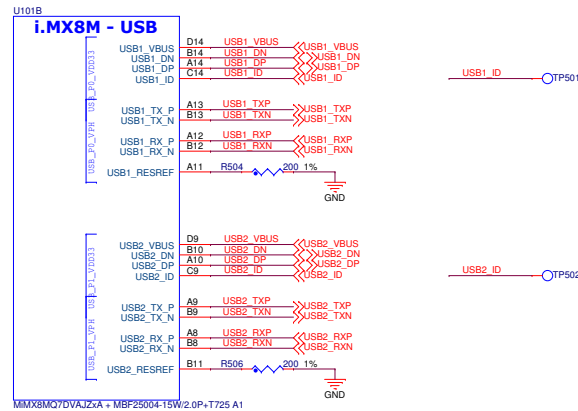 U101B
i.MX8M - USB
USB1_VBUS D14 USB1_VBUS USB1_VBUS
USB1_DN B14 USB1_DN USB1_DN
USB1_DP A14 USB1_DP USB1_DP
USB1_ID C14 USB1_ID USB1_ID USB1_ID TP501
USB_P0_VDD33
USB1_TX_P A13 USB1_TXP USB1_TXP
USB1_TX_N B13 USB1_TXN USB1_TXN
USB1_RX_P A12 USB1_RXP USB1_RXP
USB1_RX_N B12 USB1_RXN USB1_RXN
USB_P0_VPH
USB1_RESREF A11 R504 200 1%
GND
USB2_VBUS D9 USB2_VBUS USB2_VBUS
USB2_DN B10 USB2_DN USB2_DN
USB2_DP A10 USB2_DP USB2_DP
USB2_ID C9 USB2_ID USB2_ID USB2_ID TP502
USB_P1_VDD33
USB2_TX_P A9 USB2_TXP USB2_TXP
USB2_TX_N B9 USB2_TXN USB2_TXN
USB2_RX_P A8 USB2_RXP USB2_RXP
USB2_RX_N B8 USB2_RXN USB2_RXN
USB_P1_VPH
USB2_RESREF B11 R506 200 1%
GND
MIMX8MQ7DVAJZxA + MBF25004-15W/2.0P+T725 A1